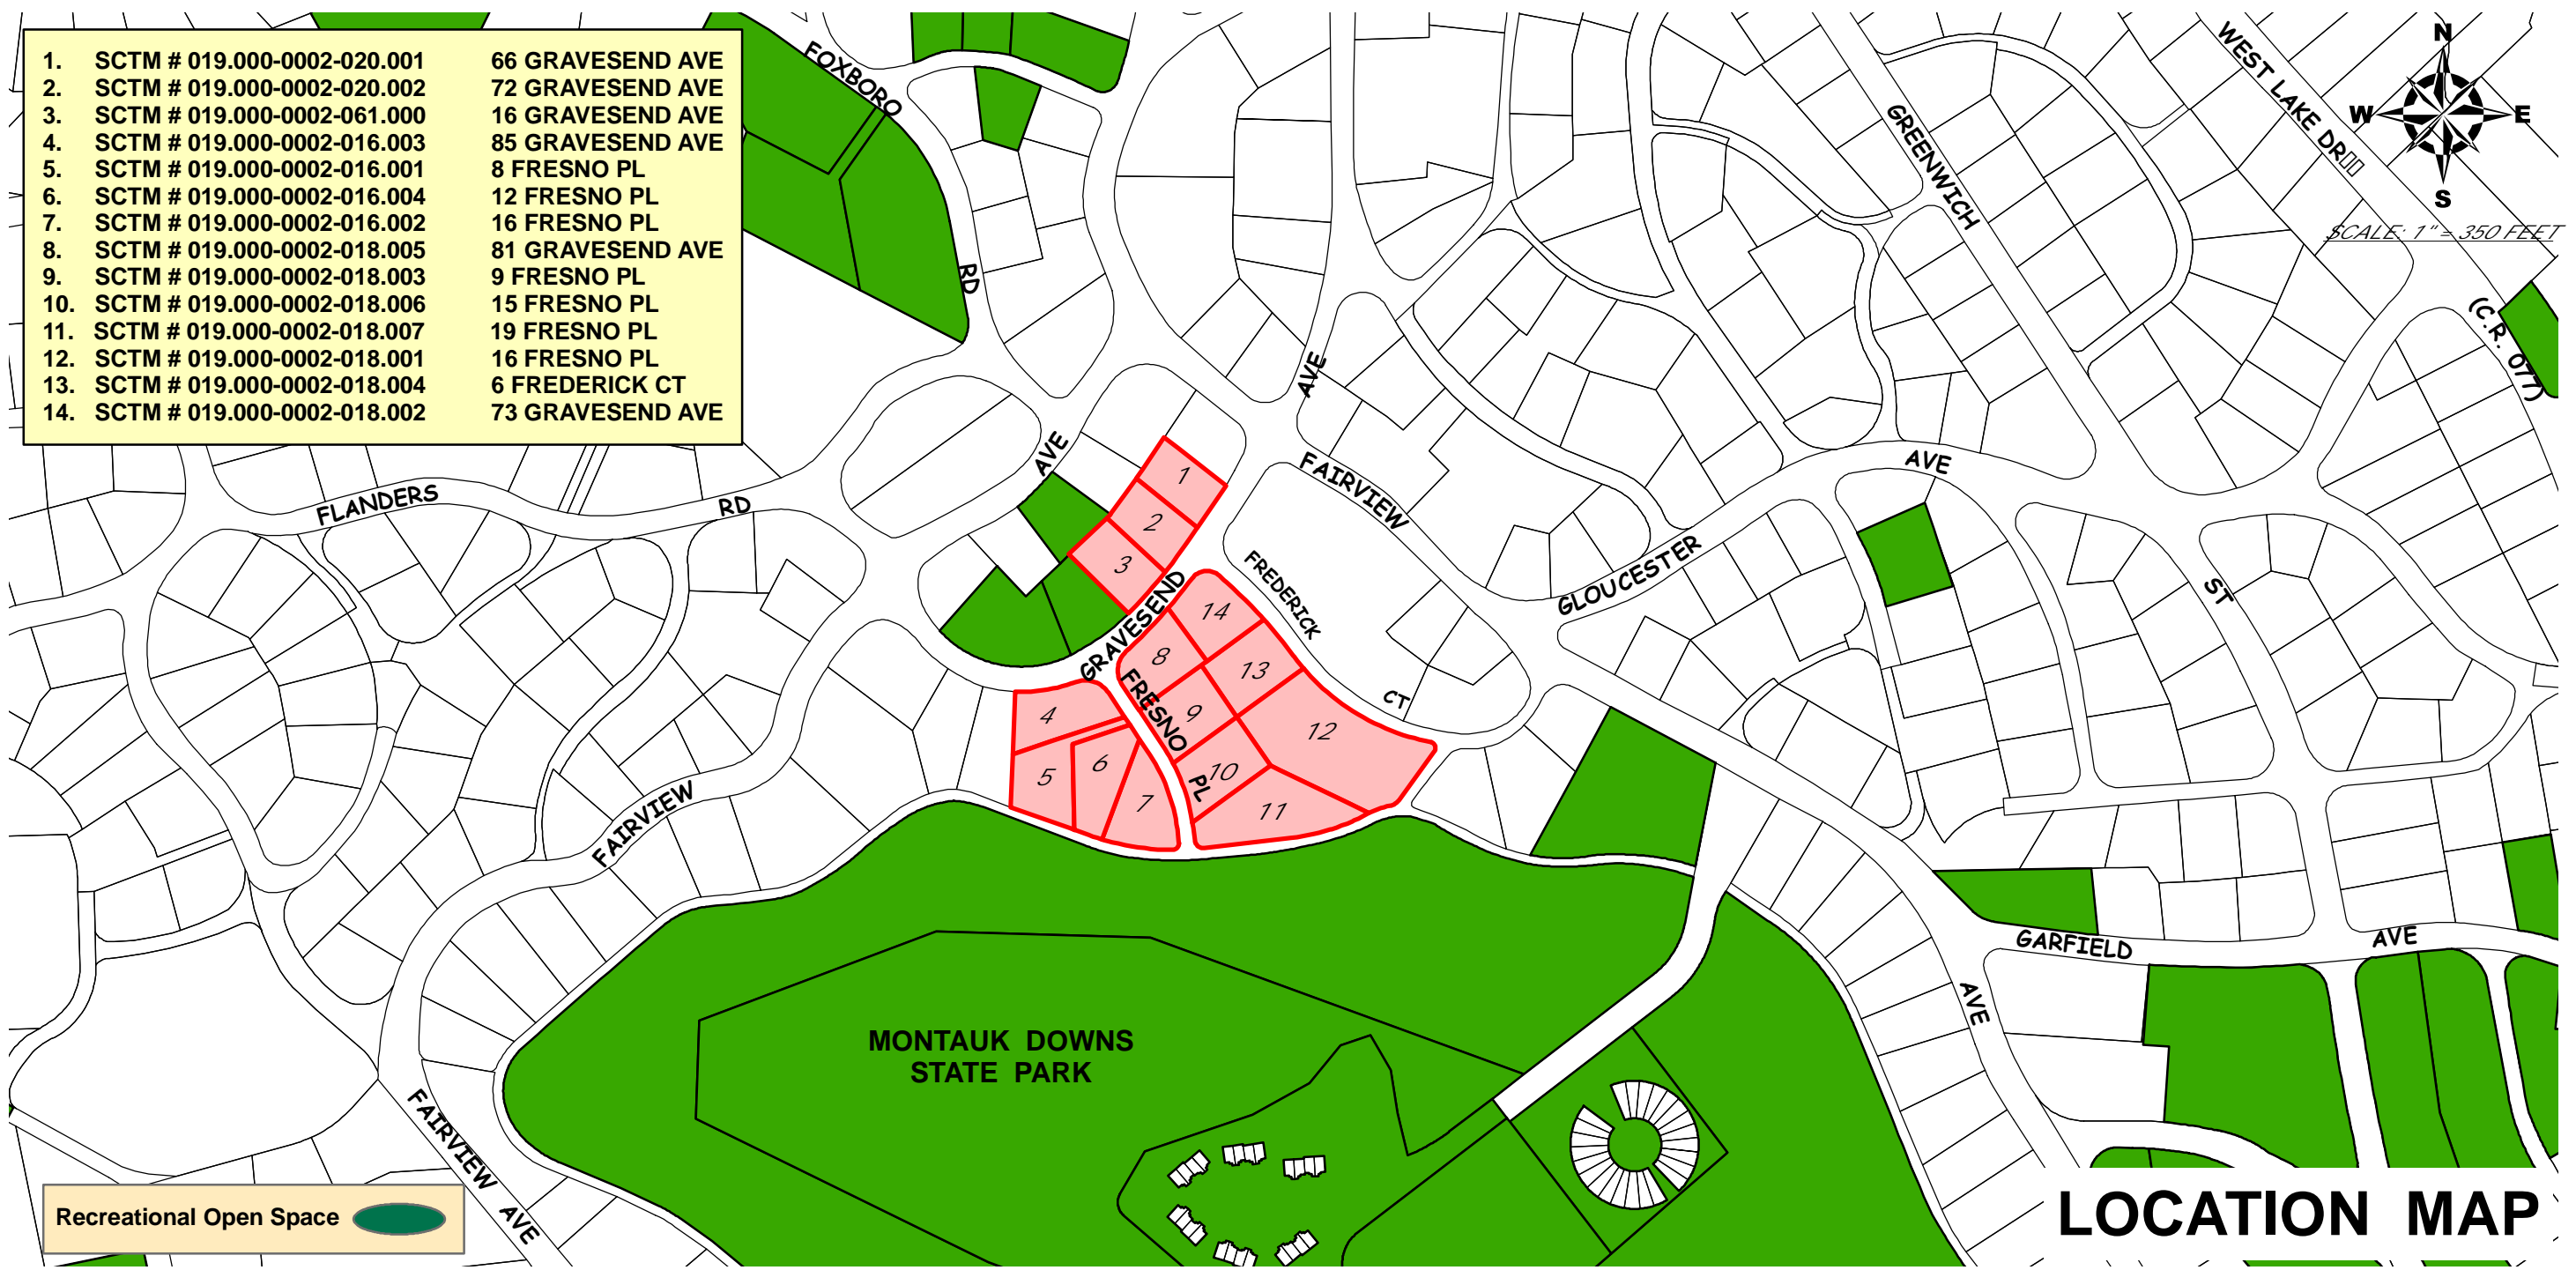 1. SCTM # 019.000-0002-020.001 66 GRAVESEND AVE
2. SCTM # 019.000-0002-020.002 72 GRAVESEND AVE
3. SCTM # 019.000-0002-061.000 16 GRAVESEND AVE
4. SCTM # 019.000-0002-016.003 85 GRAVESEND AVE
5. SCTM # 019.000-0002-016.001 8 FRESNO PL
6. SCTM # 019.000-0002-016.004 12 FRESNO PL
7. SCTM # 019.000-0002-016.002 16 FRESNO PL
8. SCTM # 019.000-0002-018.005 81 GRAVESEND AVE
9. SCTM # 019.000-0002-018.003 9 FRESNO PL
10. SCTM # 019.000-0002-018.006 15 FRESNO PL
11. SCTM # 019.000-0002-018.007 19 FRESNO PL
12. SCTM # 019.000-0002-018.001 16 FRESNO PL
13. SCTM # 019.000-0002-018.004 6 FREDERICK CT
14. SCTM # 019.000-0002-018.002 73 GRAVESEND AVE
FOXBORO
RD
GREENWICH
WEST LAKE DR
N
W
E
S
SCALE: 1" = 350 FEET
(C.R. 077)
AVE
AVE
FLANDERS
RD
FAIRVIEW
AVE
GLOUCESTER
ST
1
2
3
GRAVESEND
FREDERICK
CT
14
8
13
FRESNO
PL
9
12
4
5
6
7
10
11
FAIRVIEW
GARFIELD
AVE
AVE
MONTAUK DOWNS
STATE PARK
FAIRVIEW AVE
Recreational Open Space
LOCATION MAP